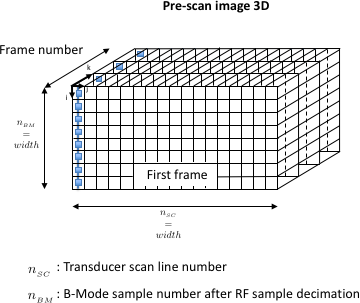 Pre-scan image 3D
Frame number
k
j
i
n_{BM}
=
width
First frame
n_{SC}
=
width
n_{SC} : Transducer scan line number
n_{BM} : B-Mode sample number after RF sample decimation